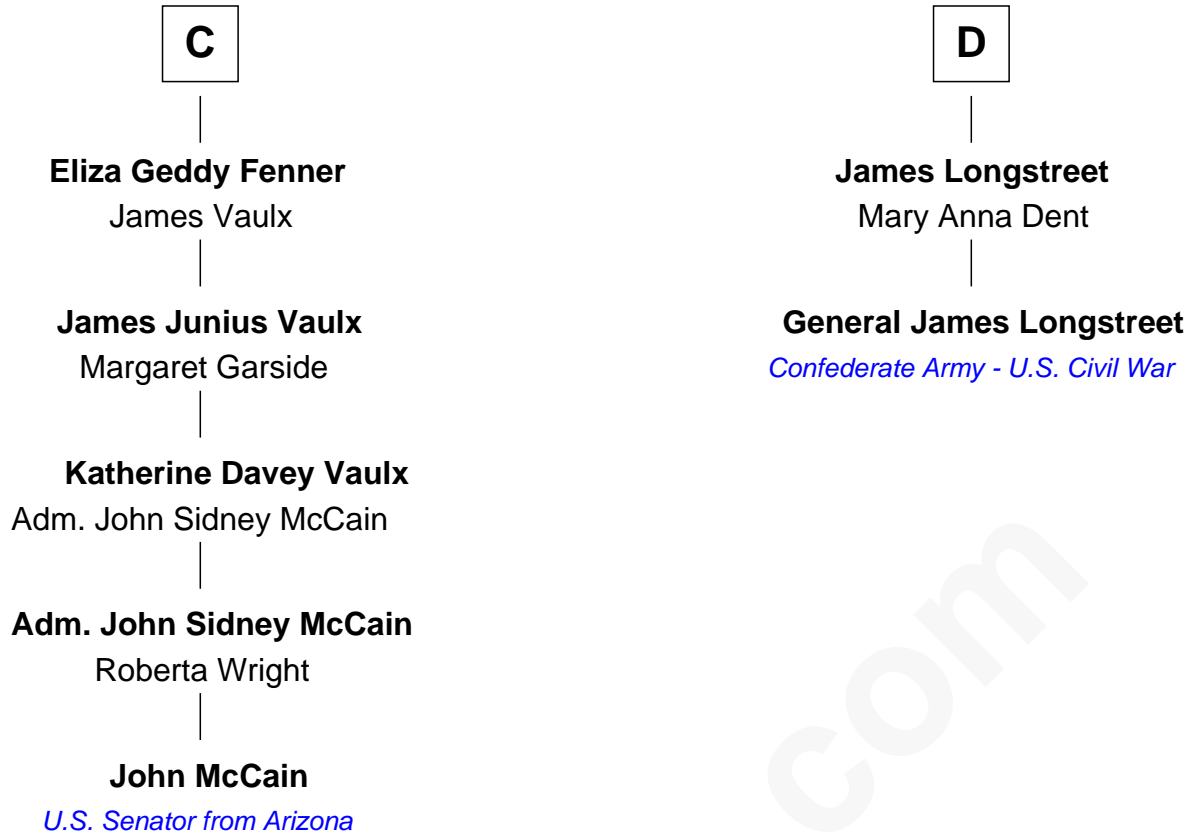 C
Eliza Geddy Fenner
James Vaulx
James Junius Vaulx
Margaret Garside
Katherine Davey Vaulx
Adm. John Sidney McCain
Adm. John Sidney McCain
Roberta Wright
John McCain
U.S. Senator from Arizona
D
James Longstreet
Mary Anna Dent
General James Longstreet
Confederate Army - U.S. Civil War
com